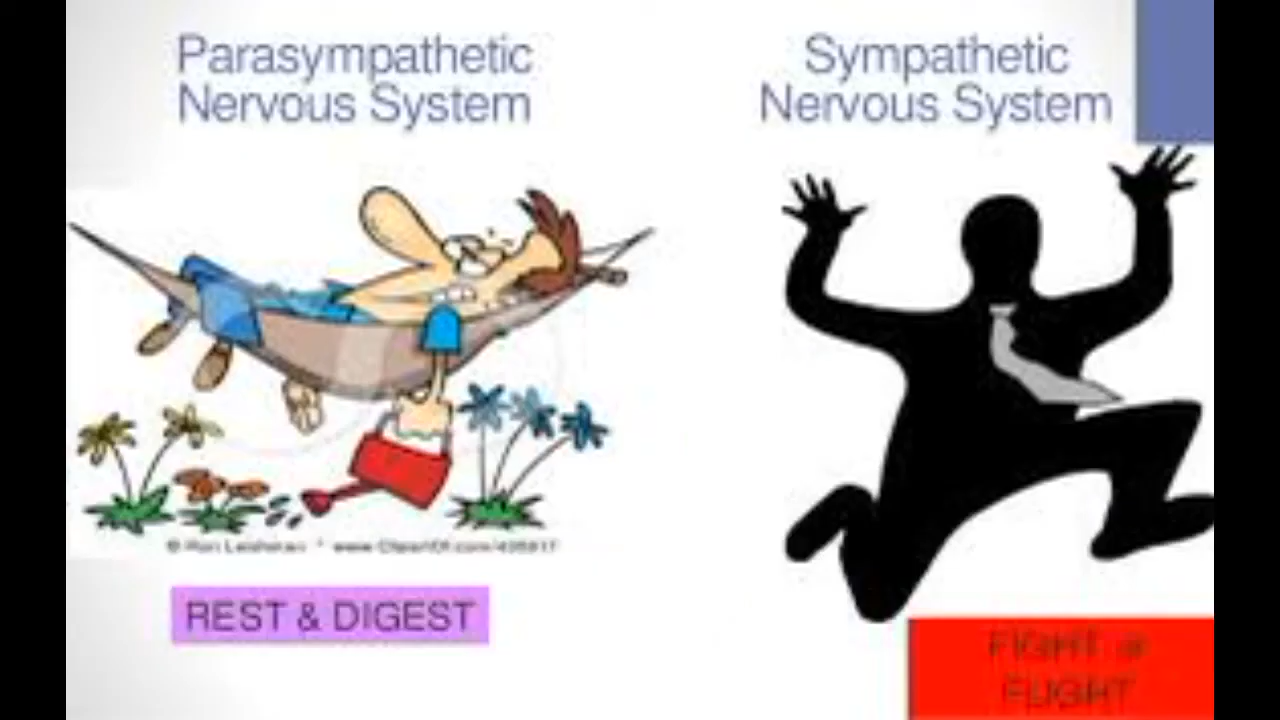 Parasympathetic
Nervous System
Sympathetic
Nervous System
REST & DIGEST
FIGHT or
FLIGHT